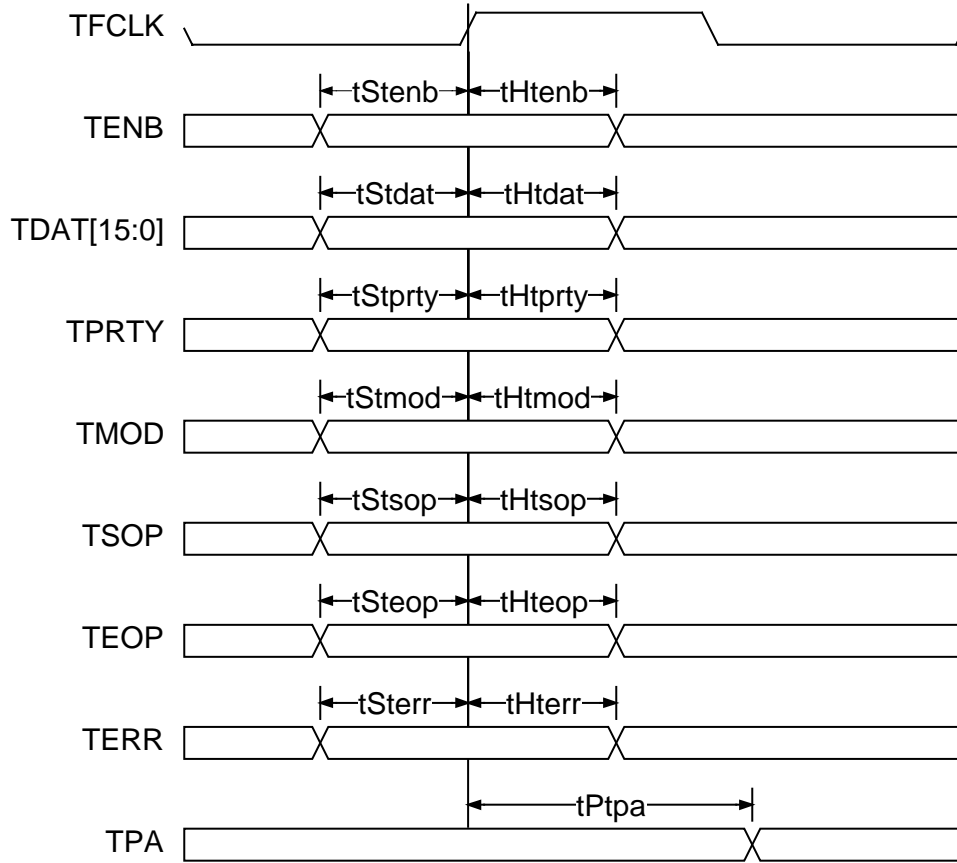 TFCLK
tStenb tHtenb
TENB
tStdat tHtdat
TDAT[15:0]
tStprty tHtprty
TPRTY
tStmod tHtmod
TMOD
tStsop tHtsop
TSOP
tSteop tHteop
TEOP
tSterr tHterr
TERR
tPtpa
TPA